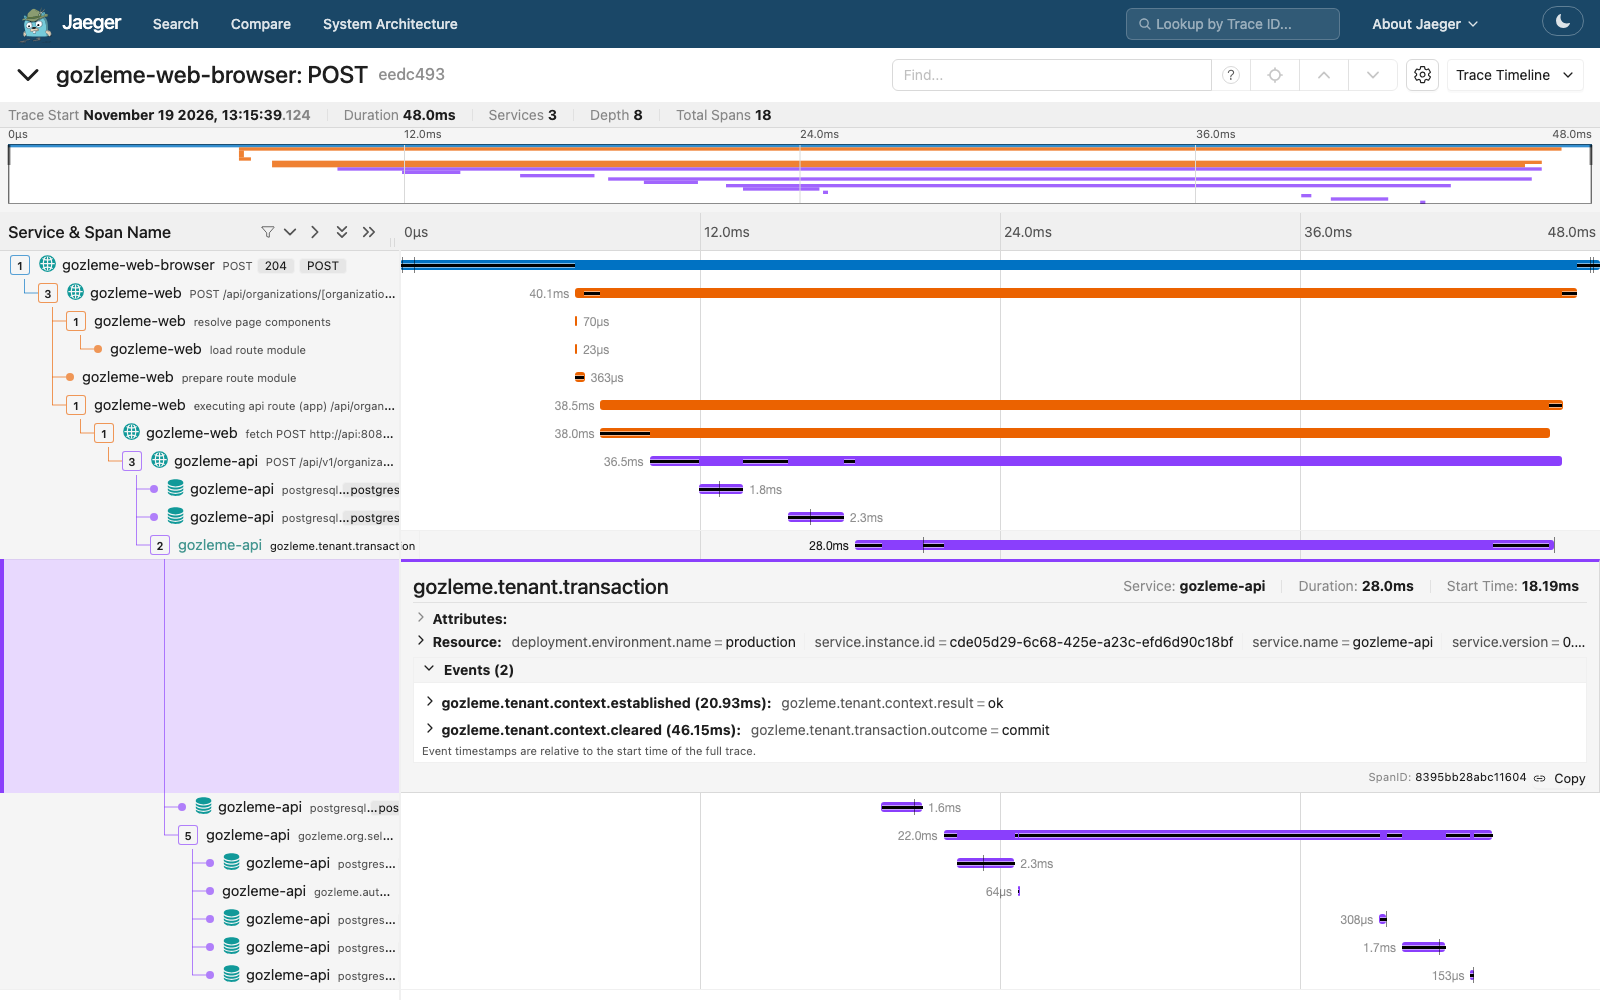 Jaeger Search Compare System Architecture Lookup by Trace ID... About Jaeger
gozleme-web-browser: POST eedc493 Find... ? Trace Timeline
Trace Start November 19 2026, 13:15:39.124 Duration 48.0ms Services 3 Depth 8 Total Spans 18
0μs 12.0ms 24.0ms 36.0ms 48.0ms
Service & Span Name 0μs 12.0ms 24.0ms 36.0ms 48.0ms
1 gozleme-web-browser POST 204 POST
3 gozleme-web POST /api/organizations/[organizatio... 40.1ms
1 gozleme-web resolve page components 70μs
gozleme-web load route module 23μs
gozleme-web prepare route module 363μs
1 gozleme-web executing api route (app) /api/organ... 38.5ms
1 gozleme-web fetch POST http://api:808... 38.0ms
3 gozleme-api POST /api/v1/organiza... 36.5ms
gozleme-api postgresql...postgres 1.8ms
gozleme-api postgresql...postgres 2.3ms
2 gozleme-api gozleme.tenant.transaction 28.0ms
gozleme.tenant.transaction Service: gozleme-api Duration: 28.0ms Start Time: 18.19ms
Attributes:
Resource: deployment.environment.name = production service.instance.id = cde05d29-6c68-425e-a23c-efd6d90c18bf service.name = gozleme-api service.version = 0....
Events (2)
gozleme.tenant.context.established (20.93ms): gozleme.tenant.context.result = ok
gozleme.tenant.context.cleared (46.15ms): gozleme.tenant.transaction.outcome = commit
Event timestamps are relative to the start time of the full trace.
SpanID: 8395bb28abc11604 Copy
gozleme-api postgresql...pos 1.6ms
5 gozleme-api gozleme.org.sel... 22.0ms
gozleme-api postgres... 2.3ms
gozleme-api gozleme.aut... 64μs
gozleme-api postgres... 308μs
gozleme-api postgres... 1.7ms
gozleme-api postgres... 153μs